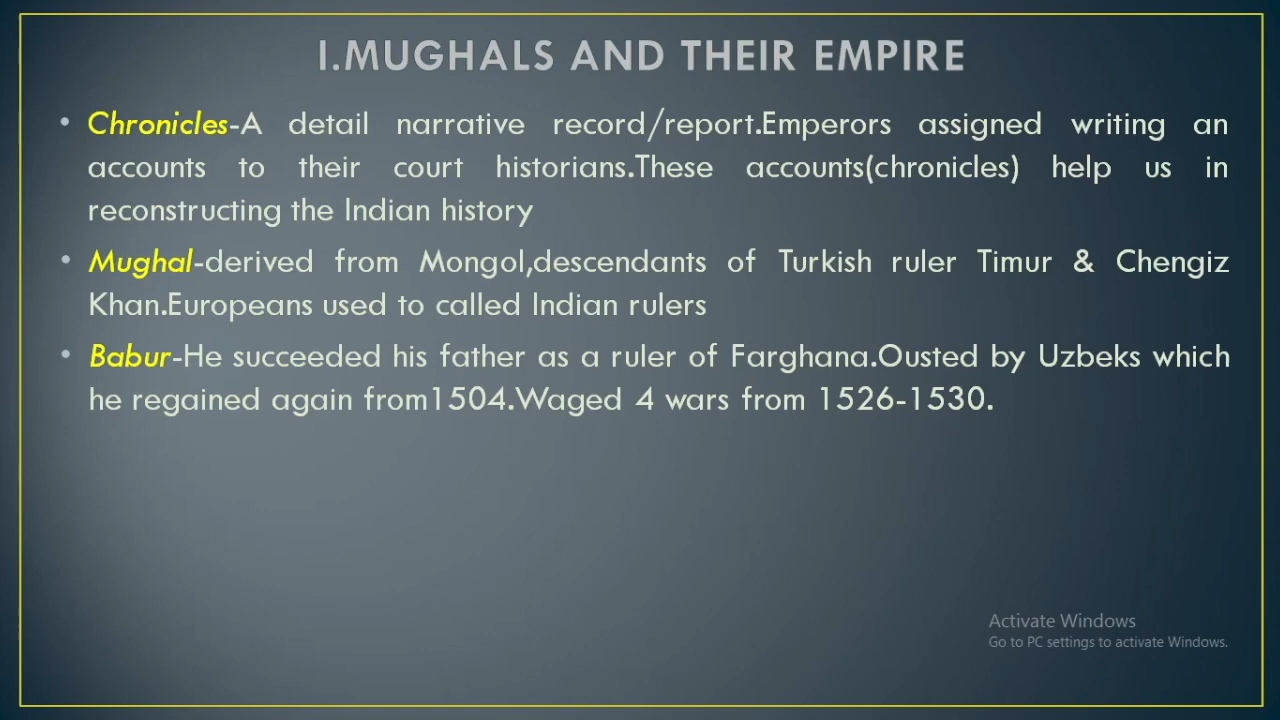 I.MUGHALS AND THEIR EMPIRE
• Chronicles-A detail narrative record/report.Emperors assigned writing an
accounts to their court historians.These accounts(chronicles) help us in
reconstructing the Indian history
• Mughal-derived from Mongol,descendants of Turkish ruler Timur & Chengiz
Khan.Europeans used to called Indian rulers
• Babur-He succeeded his father as a ruler of Farghana.Ousted by Uzbeks which
he regained again from1504.Waged 4 wars from 1526-1530.
Activate Windows
Go to PC settings to activate Windows.